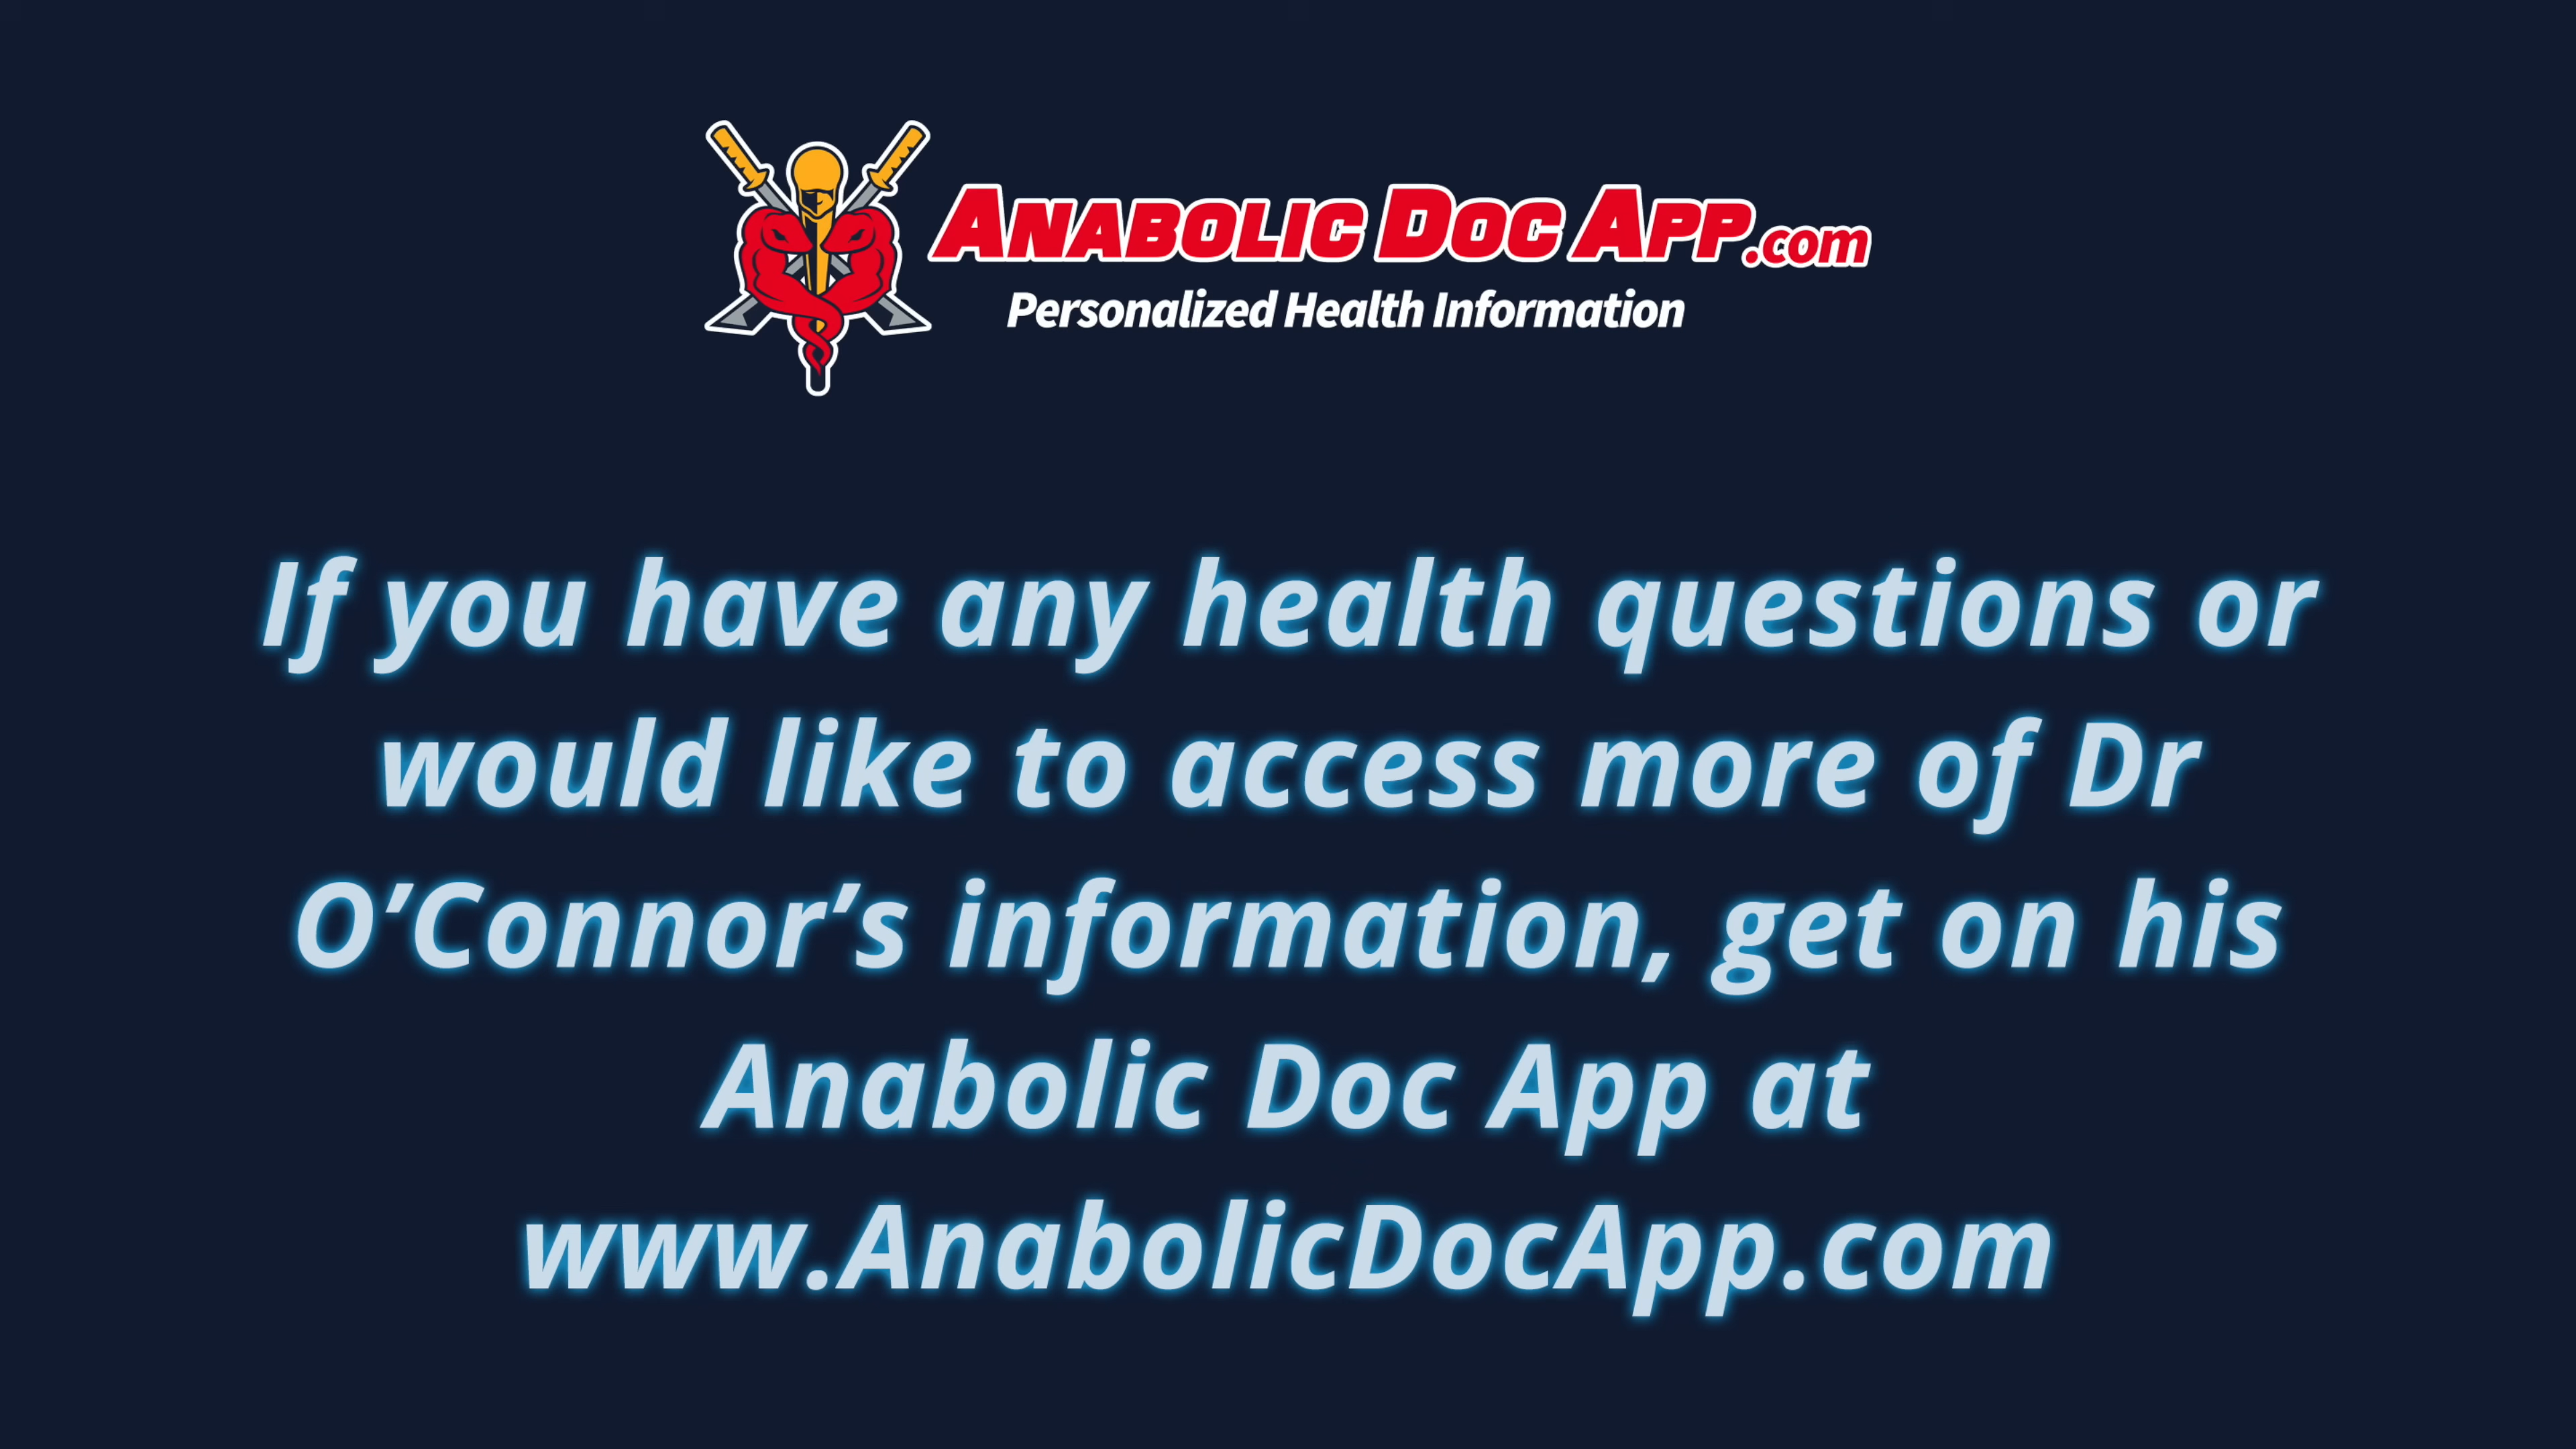 ANABOLIC DOC APP.com
Personalized Health Information
If you have any health questions or
would like to access more of Dr
O’Connor’s information, get on his
Anabolic Doc App at
www.AnabolicDocApp.com